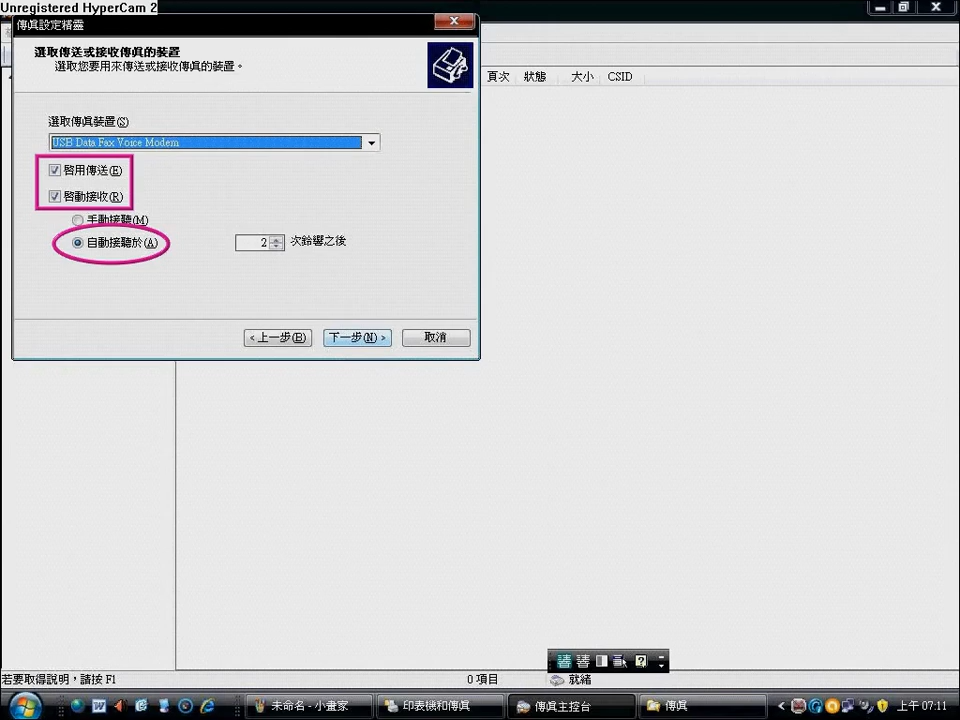 Unregistered HyperCam 2
傳真設定精靈
選取傳送或接收傳真的裝置
選取您要用來傳送或接收傳真的裝置。
頁次 狀態 大小 CSID
選取傳真裝置(S)
USB Data Fax Voice Modem
啓用傳送(E)
啓動接收(R)
手動接聽(M)
自動接聽於(A) 2 次鈴響之後
<上一步(B) 下一步(N)> 取消
若要取得說明，請按 F1 0 項目 就緒
未命名 - 小畫家 印表機和傳真 傳真主控台 傳真 上午 07:11